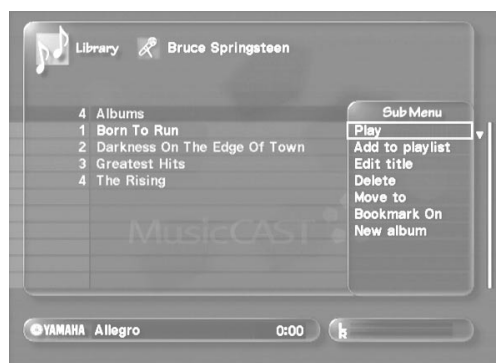 Library Bruce Springsteen
4 Albums
1 Born To Run
2 Darkness On The Edge Of Town
3 Greatest Hits
4 The Rising
MusicCAST
Sub Menu
Play
Add to playlist
Edit title
Delete
Move to
Bookmark On
New album
YAMAHA Allegro 0:00